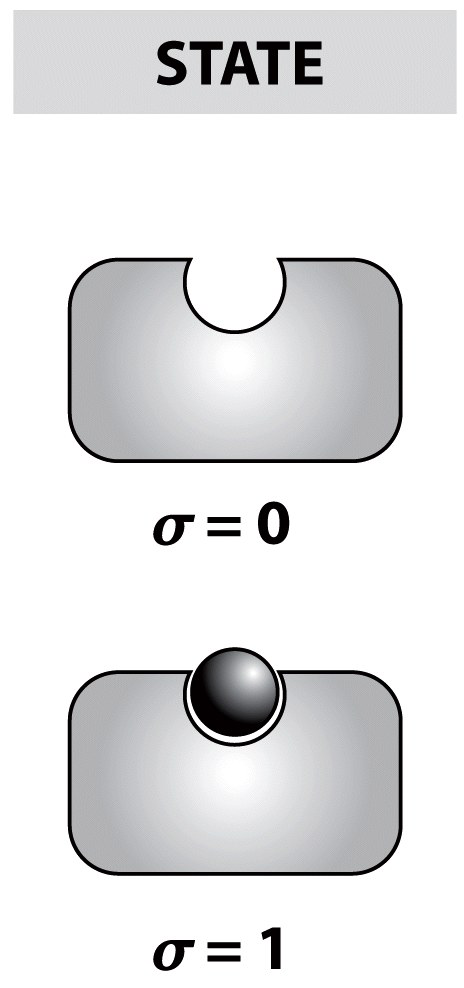 STATE
σ = 0
σ = 1